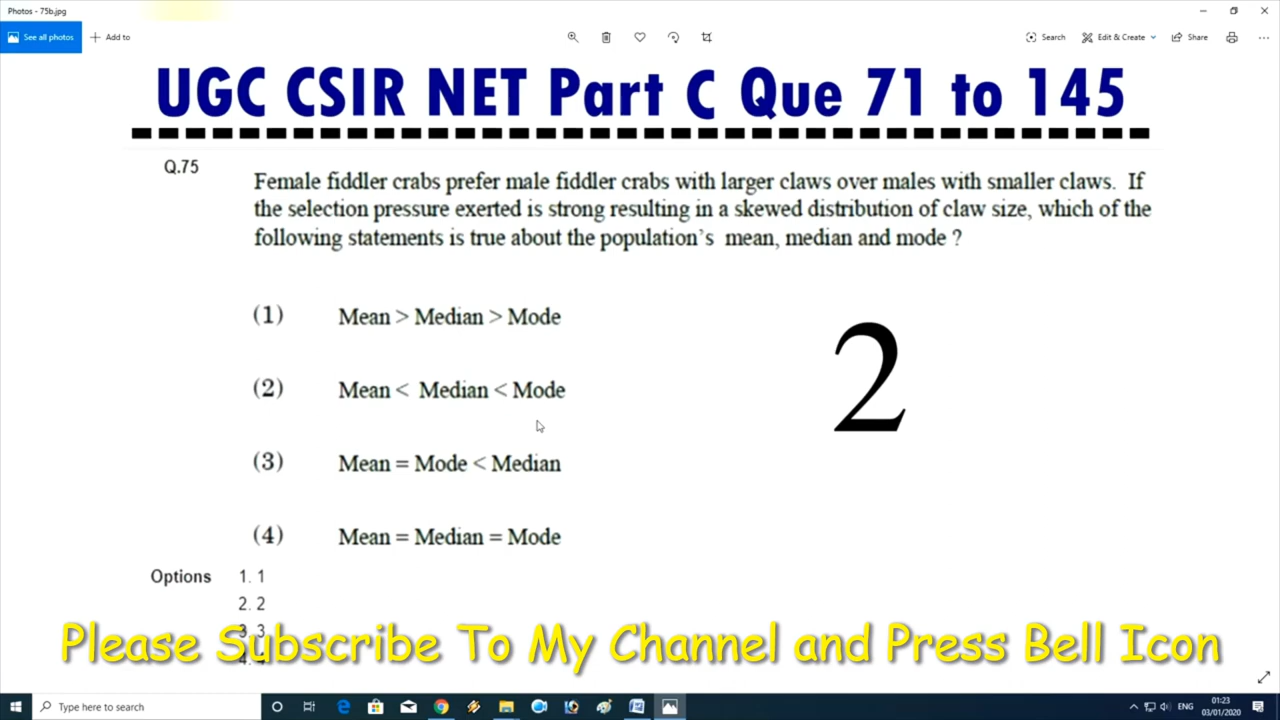 Photos - 75b.jpg
See all photos
Add to
Search
Edit & Create
Share
UGC CSIR NET Part C Que 71 to 145
Q.75
Female fiddler crabs prefer male fiddler crabs with larger claws over males with smaller claws. If
the selection pressure exerted is strong resulting in a skewed distribution of claw size, which of the
following statements is true about the population's mean, median and mode ?
(1) Mean > Median > Mode
2
(2) Mean < Median < Mode
(3) Mean = Mode < Median
(4) Mean = Median = Mode
Options 1. 1
2. 2
3. 3
Please Subscribe To My Channel and Press Bell Icon
Type here to search
ENG
01:23
03/01/2020